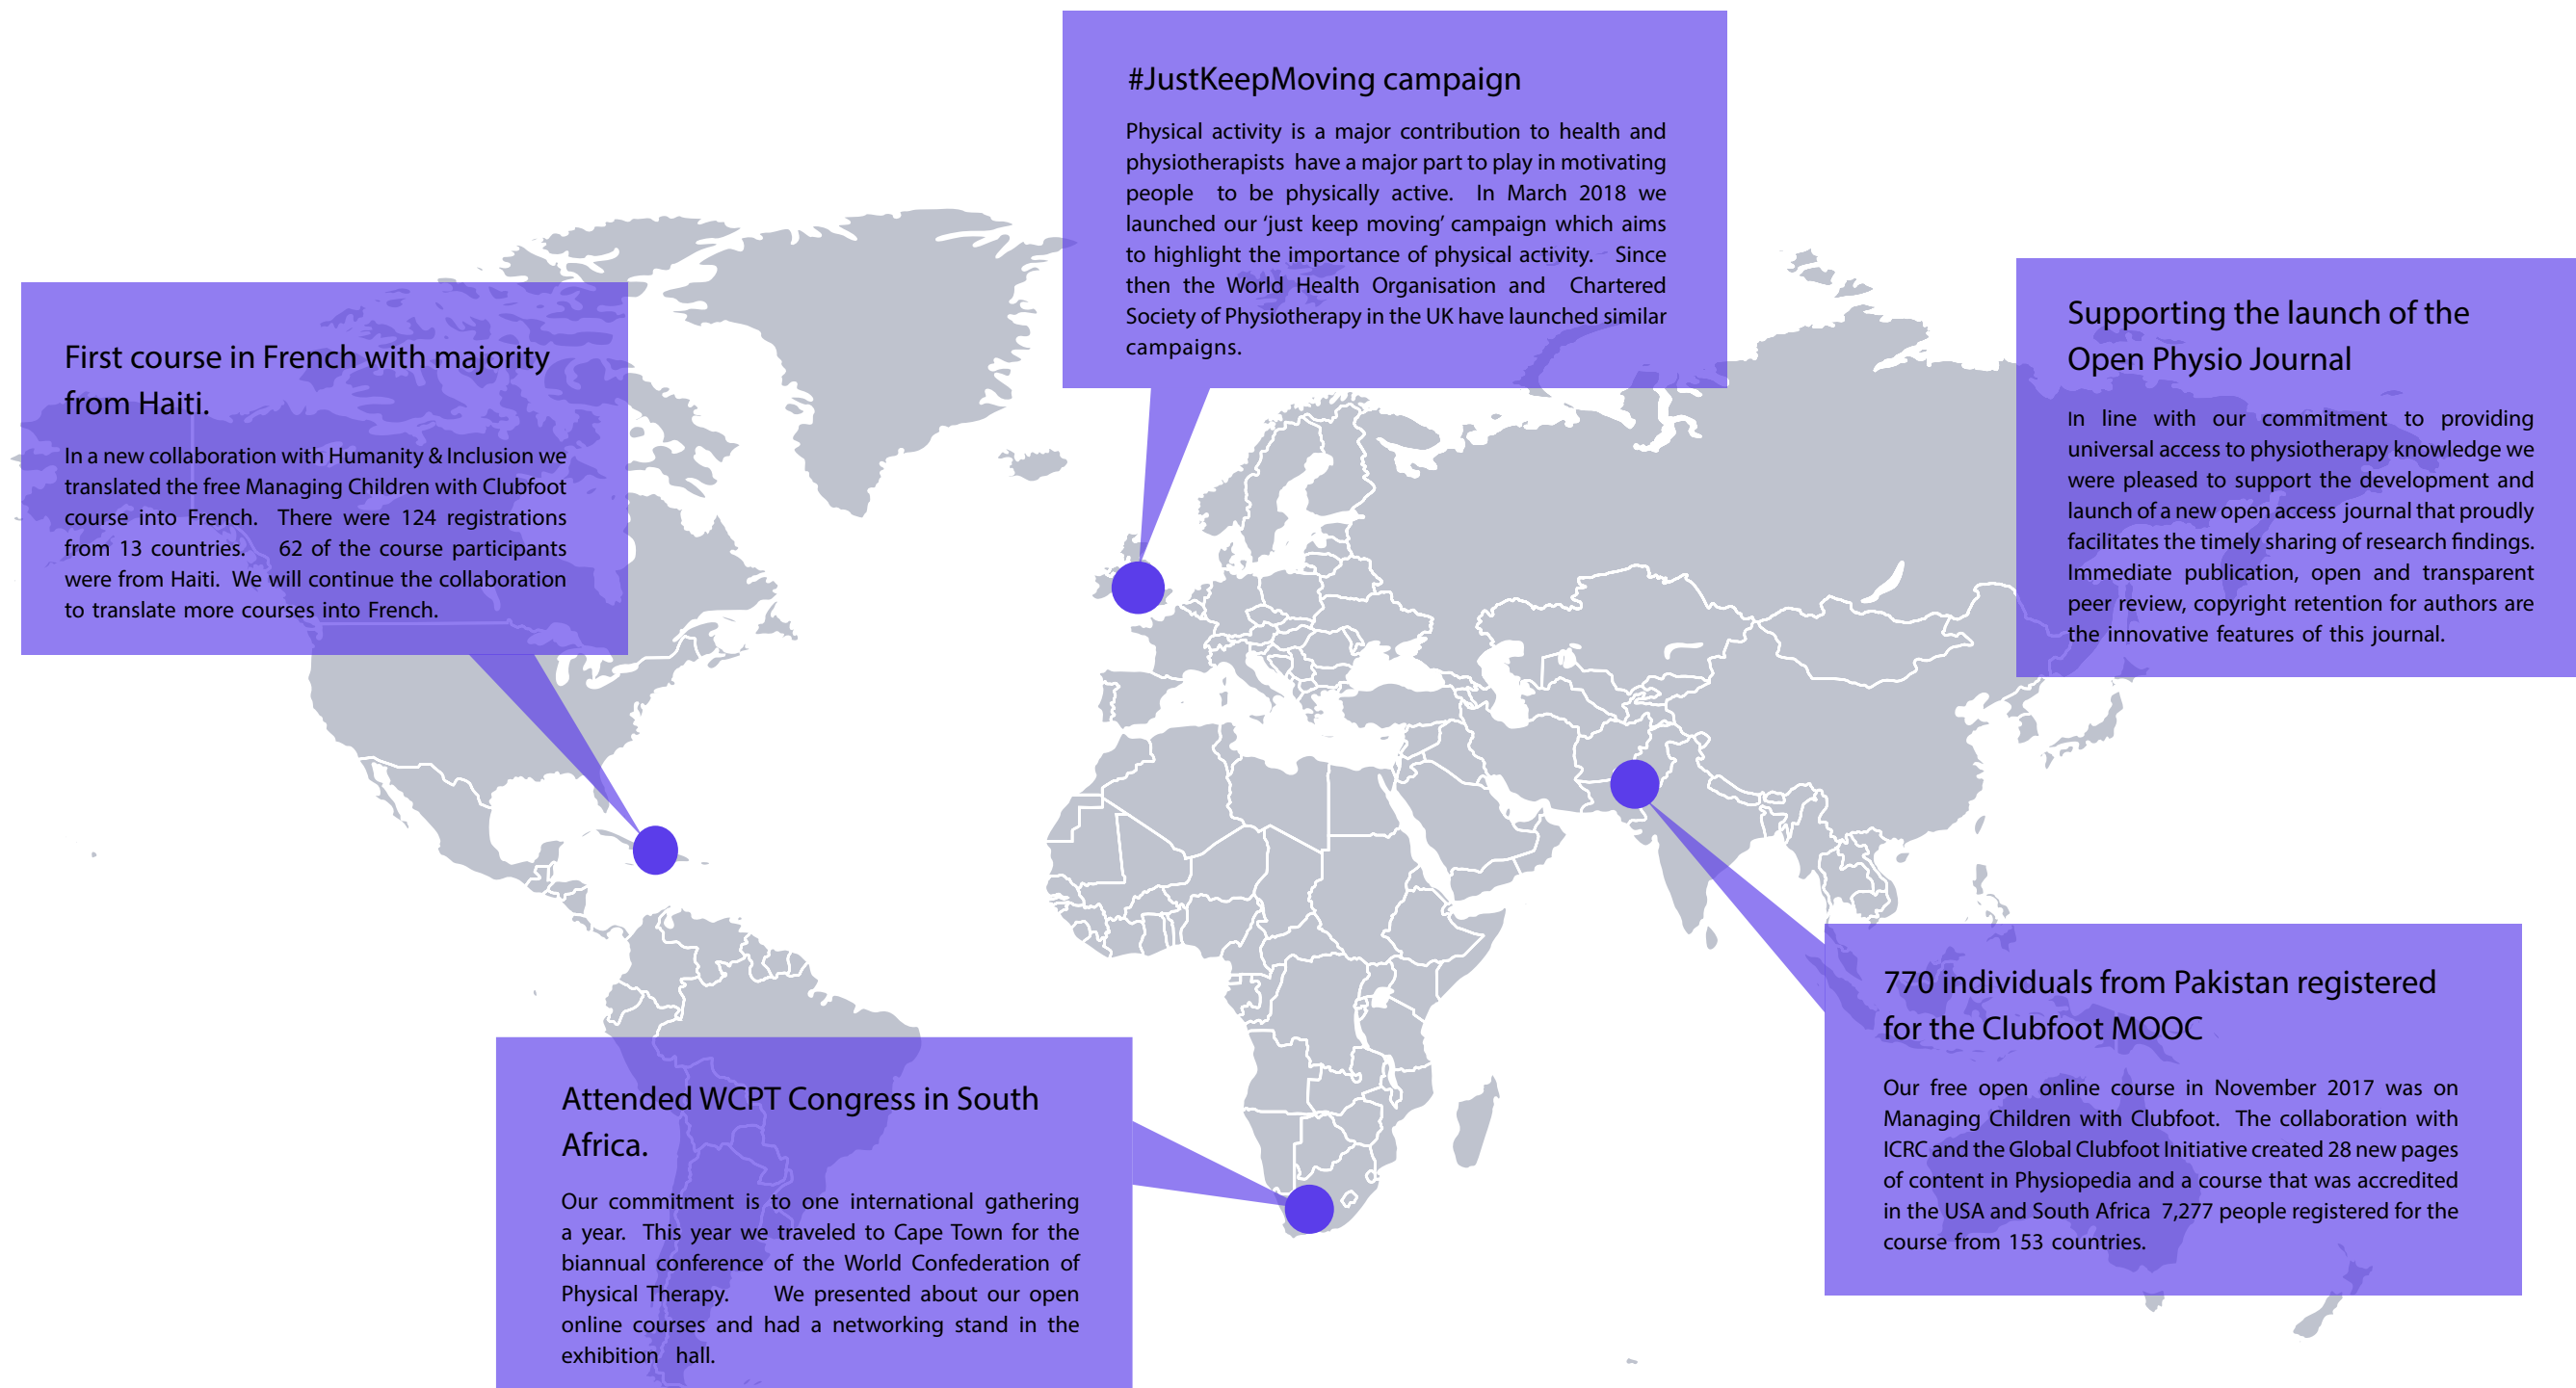 #JustKeepMoving campaign
Physical activity is a major contribution to health and
physiotherapists have a major part to play in motivating
people to be physically active. In March 2018 we
launched our ‘just keep moving’ campaign which aims
to highlight the importance of physical activity. Since
then the World Health Organisation and Chartered
Society of Physiotherapy in the UK have launched similar
campaigns.
First course in French with majority
from Haiti.
In a new collaboration with Humanity & Inclusion we
translated the free Managing Children with Clubfoot
course into French. There were 124 registrations
from 13 countries. 62 of the course participants
were from Haiti. We will continue the collaboration
to translate more courses into French.
Supporting the launch of the
Open Physio Journal
In line with our commitment to providing
universal access to physiotherapy knowledge we
were pleased to support the development and
launch of a new open access journal that proudly
facilitates the timely sharing of research findings.
Immediate publication, open and transparent
peer review, copyright retention for authors are
the innovative features of this journal.
Attended WCPT Congress in South
Africa.
Our commitment is to one international gathering
a year. This year we traveled to Cape Town for the
biannual conference of the World Confederation of
Physical Therapy. We presented about our open
online courses and had a networking stand in the
exhibition hall.
770 individuals from Pakistan registered
for the Clubfoot MOOC
Our free open online course in November 2017 was on
Managing Children with Clubfoot. The collaboration with
ICRC and the Global Clubfoot Initiative created 28 new pages
of content in Physiopedia and a course that was accredited
in the USA and South Africa 7,277 people registered for the
course from 153 countries.